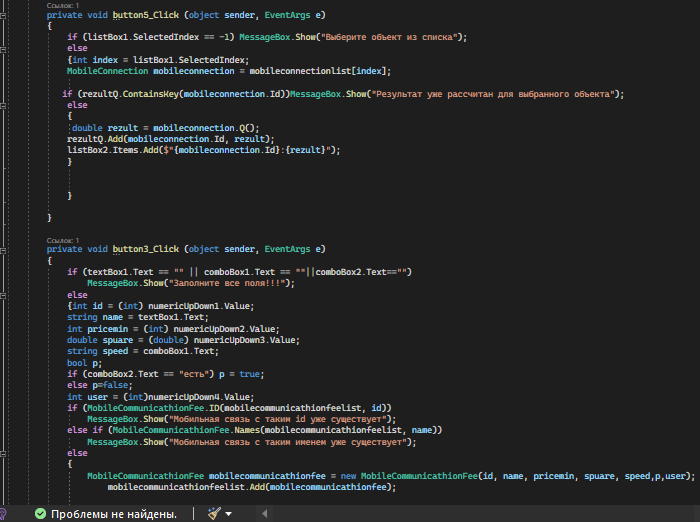 Ссылок: 1
private void button5_Click (object sender, EventArgs e)
{
if (listBox1.SelectedIndex == -1) MessageBox.Show("Выберите объект из списка");
else
{int index = listBox1.SelectedIndex;
MobileConnection mobileconnection = mobileconnectionlist[index];
if (rezultQ.ContainsKey(mobileconnection.Id))MessageBox.Show("Результат уже рассчитан для выбранного объекта");
else
{
double rezult = mobileconnection.Q();
rezultQ.Add(mobileconnection.Id, rezult);
listBox2.Items.Add($"{mobileconnection.Id}:{rezult}");
}
}
}
Ссылок: 1
private void button3_Click (object sender, EventArgs e)
{
if (textBox1.Text == "" || comboBox1.Text == ""||comboBox2.Text=="")
MessageBox.Show("Заполните все поля!!!");
else
{int id = (int) numericUpDown1.Value;
string name = textBox1.Text;
int pricemin = (int) numericUpDown2.Value;
double spuare = (double) numericUpDown3.Value;
string speed = comboBox1.Text;
bool p;
if (comboBox2.Text == "есть") p = true;
else p=false;
int user = (int)numericUpDown4.Value;
if (MobileCommunicathionFee.ID(mobilecommunicathionfeelist, id))
MessageBox.Show("Мобильная связь с таким id уже существует");
else if (MobileCommunicathionFee.Names(mobilecommunicathionfeelist, name))
MessageBox.Show("Мобильная связь с таким именем уже существует");
else
{
MobileCommunicathionFee mobilecommunicathionfee = new MobileCommunicathionFee(id, name, pricemin, spuare, speed,p,user);
mobilecommunicathionfeelist.Add(mobilecommunicathionfee);
Проблемы не найдены.